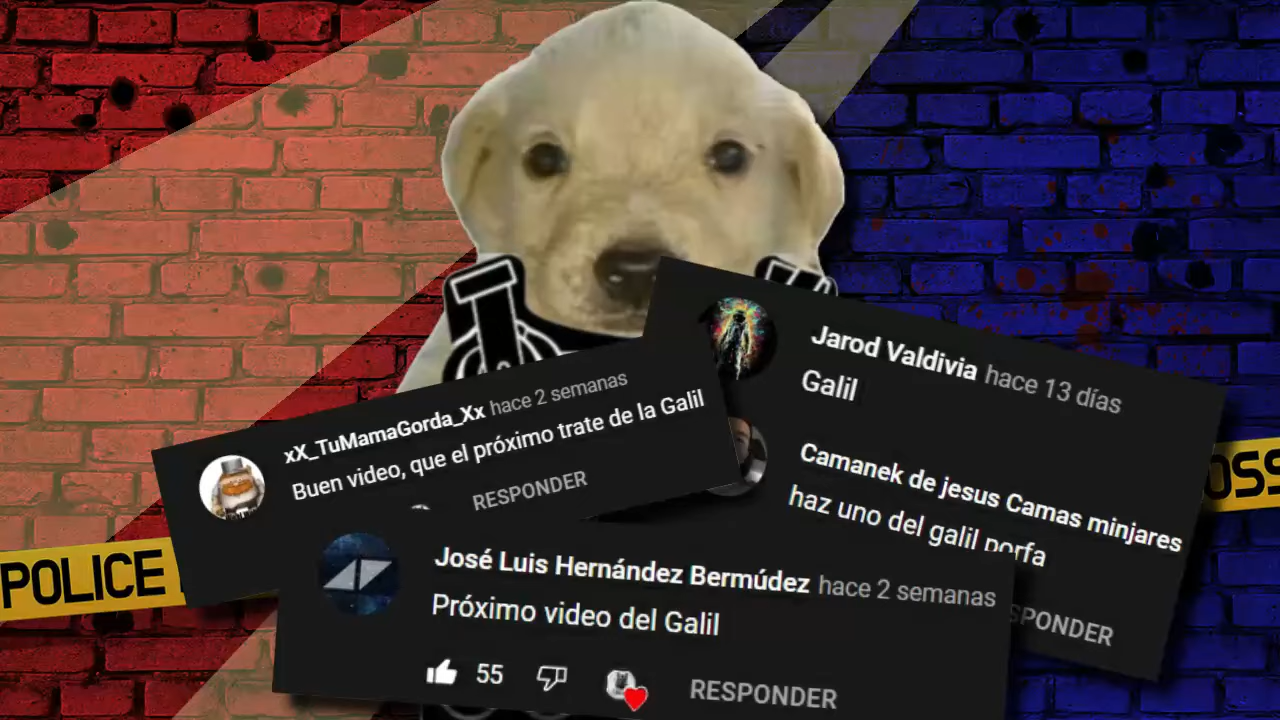 xX_TuMamaGorda_Xx hace 2 semanas
Buen video, que el próximo trate de la Galil
RESPONDER
Jarod Valdivia hace 13 días
Galil
Camanek de jesus Camas minjares
haz uno del galil porfa
SPONDER
José Luis Hernández Bermúdez hace 2 semanas
Próximo video del Galil
55
RESPONDER
POLICE
OSS